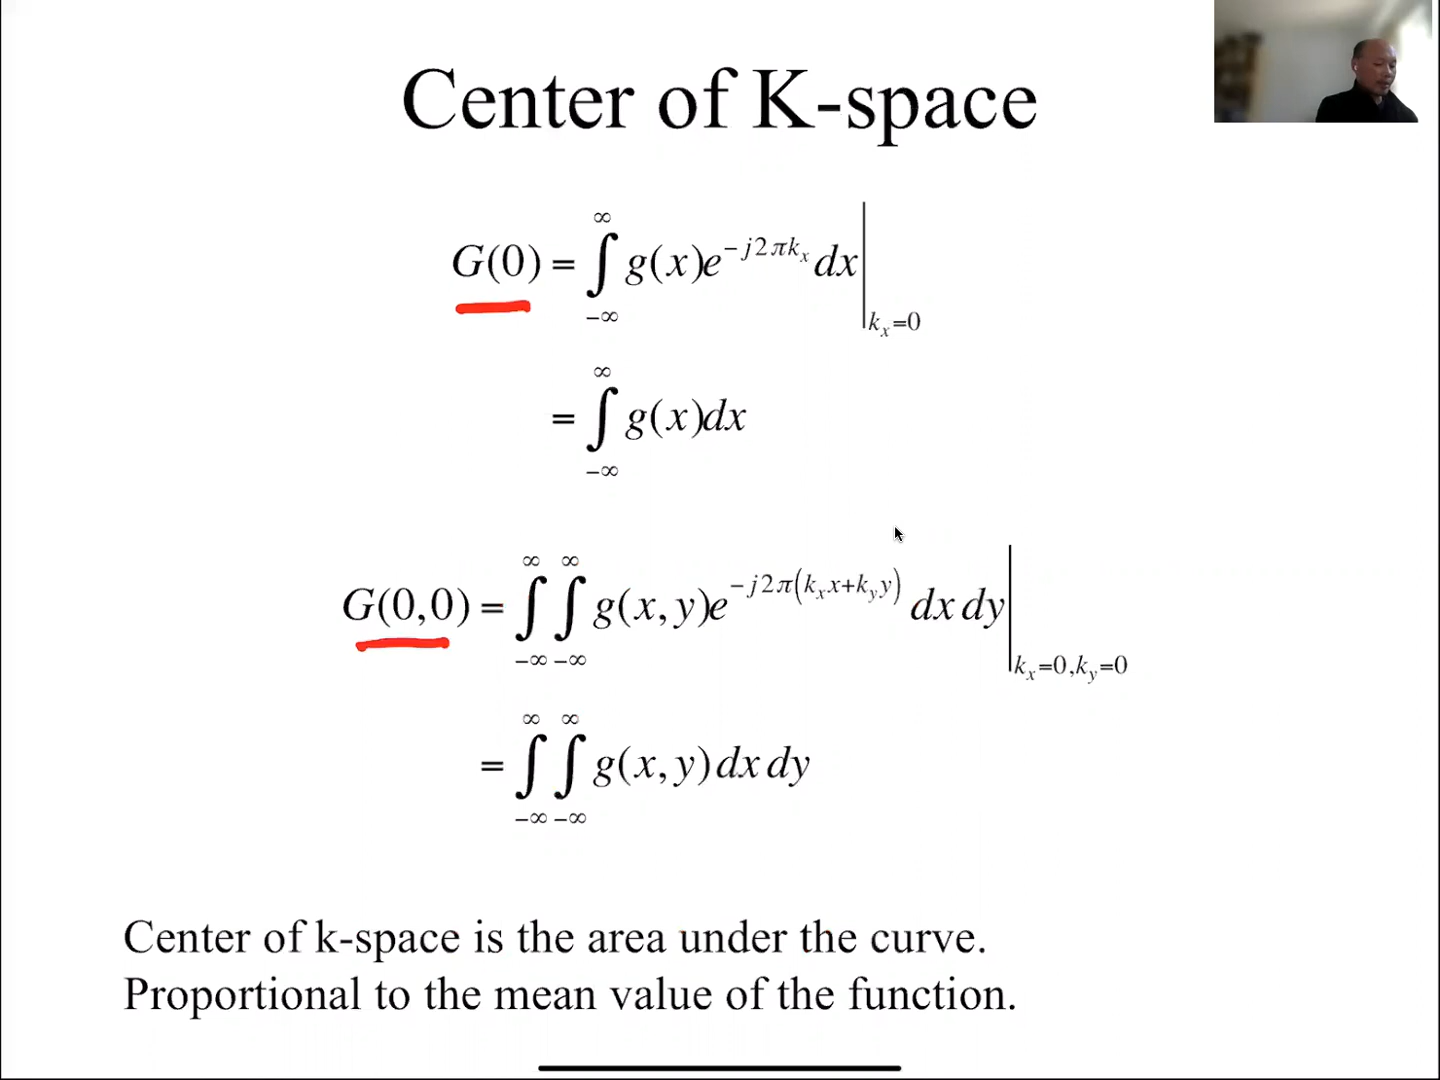 Center of K-space
G(0) = ∫_{-∞}^{∞} g(x)e^{-j2πk_x} dx|_{k_x=0}
= ∫_{-∞}^{∞} g(x)dx
G(0,0) = ∫_{-∞}^{∞} ∫_{-∞}^{∞} g(x,y)e^{-j2π(k_x x+k_y y)} dx dy|_{k_x=0,k_y=0}
= ∫_{-∞}^{∞} ∫_{-∞}^{∞} g(x,y) dx dy
Center of k-space is the area under the curve.
Proportional to the mean value of the function.